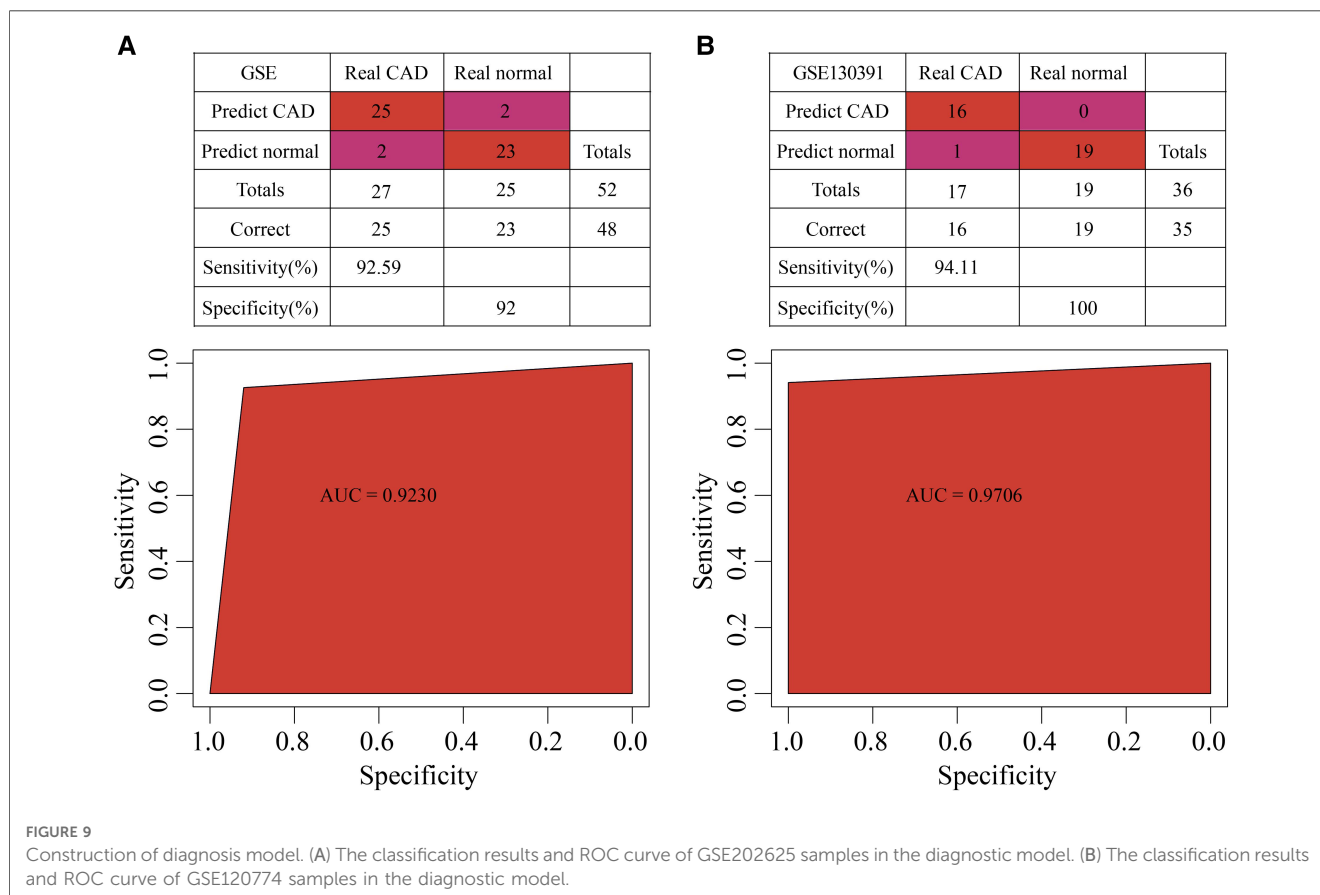 A
GSE Real CAD Real normal
Predict CAD 25 2
Predict normal 2 23 Totals
Totals 27 25 52
Correct 25 23 48
Sensitivity(%) 92.59
Specificity(%) 92
1.0
0.8
0.6
0.4
0.2
0.0
Sensitivity
AUC = 0.9230
1.0 0.8 0.6 0.4 0.2 0.0
Specificity
B
GSE130391 Real CAD Real normal
Predict CAD 16 0
Predict normal 1 19 Totals
Totals 17 19 36
Correct 16 19 35
Sensitivity(%) 94.11
Specificity(%) 100
1.0
0.8
0.6
0.4
0.2
0.0
Sensitivity
AUC = 0.9706
1.0 0.8 0.6 0.4 0.2 0.0
Specificity
FIGURE 9
Construction of diagnosis model. (A) The classification results and ROC curve of GSE202625 samples in the diagnostic model. (B) The classification results
and ROC curve of GSE120774 samples in the diagnostic model.